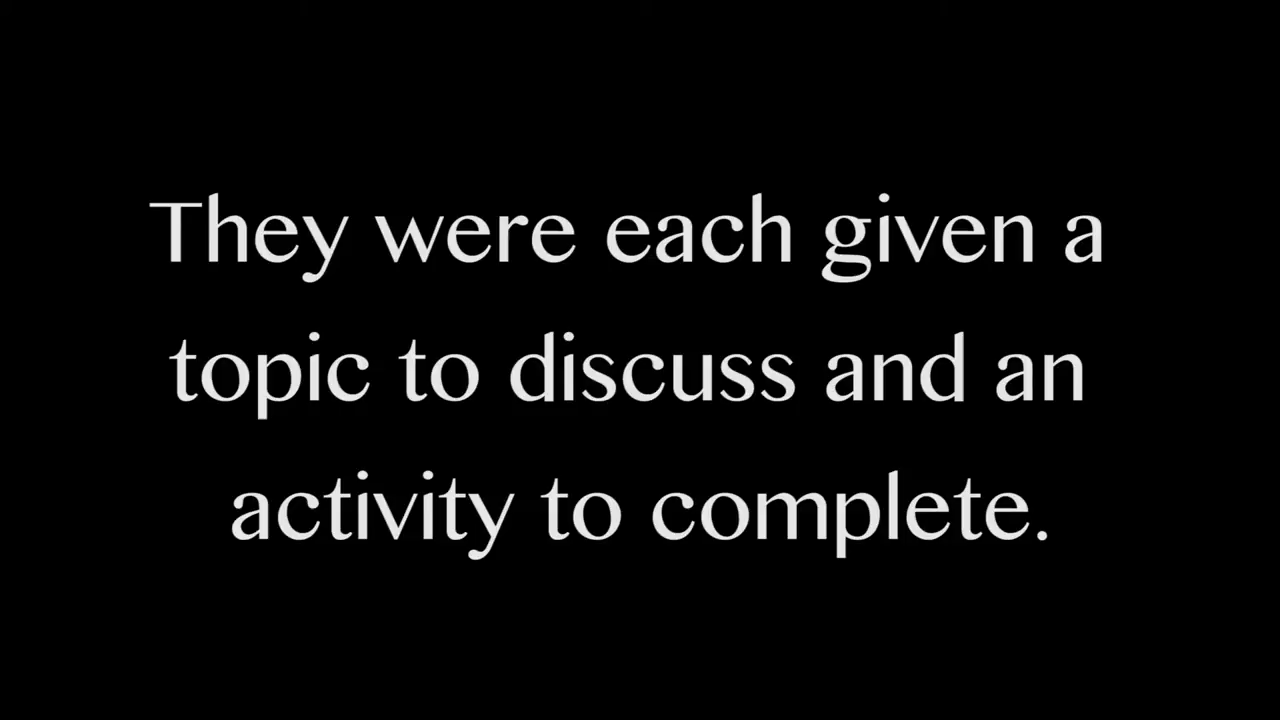 They were each given a
topic to discuss and an
activity to complete.